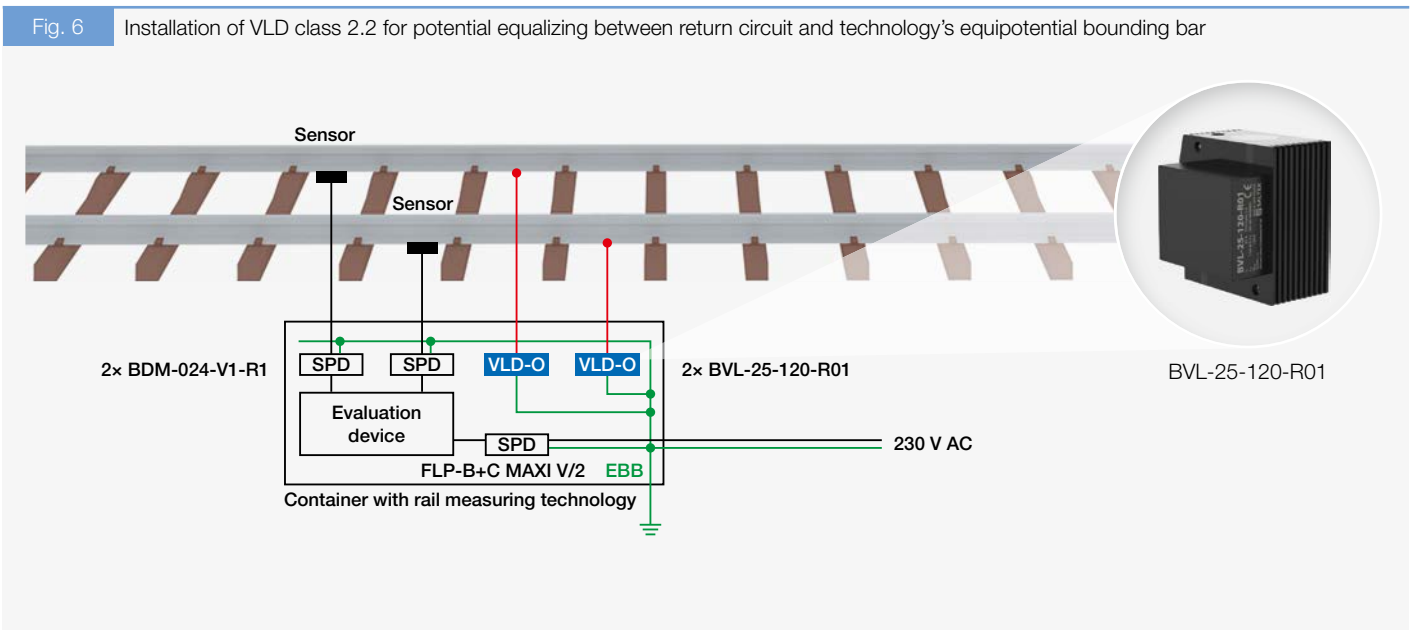 Fig. 6
Installation of VLD class 2.2 for potential equalizing between return circuit and technology's equipotential bounding bar
Sensor
Sensor
2× BDM-024-V1-R1
SPD
SPD
VLD-O
VLD-O
2× BVL-25-120-R01
Evaluation
device
SPD
230 V AC
FLP-B+C MAXI V/2
EBB
Container with rail measuring technology
BVL-25-120-R01
BVL-25-120-R01